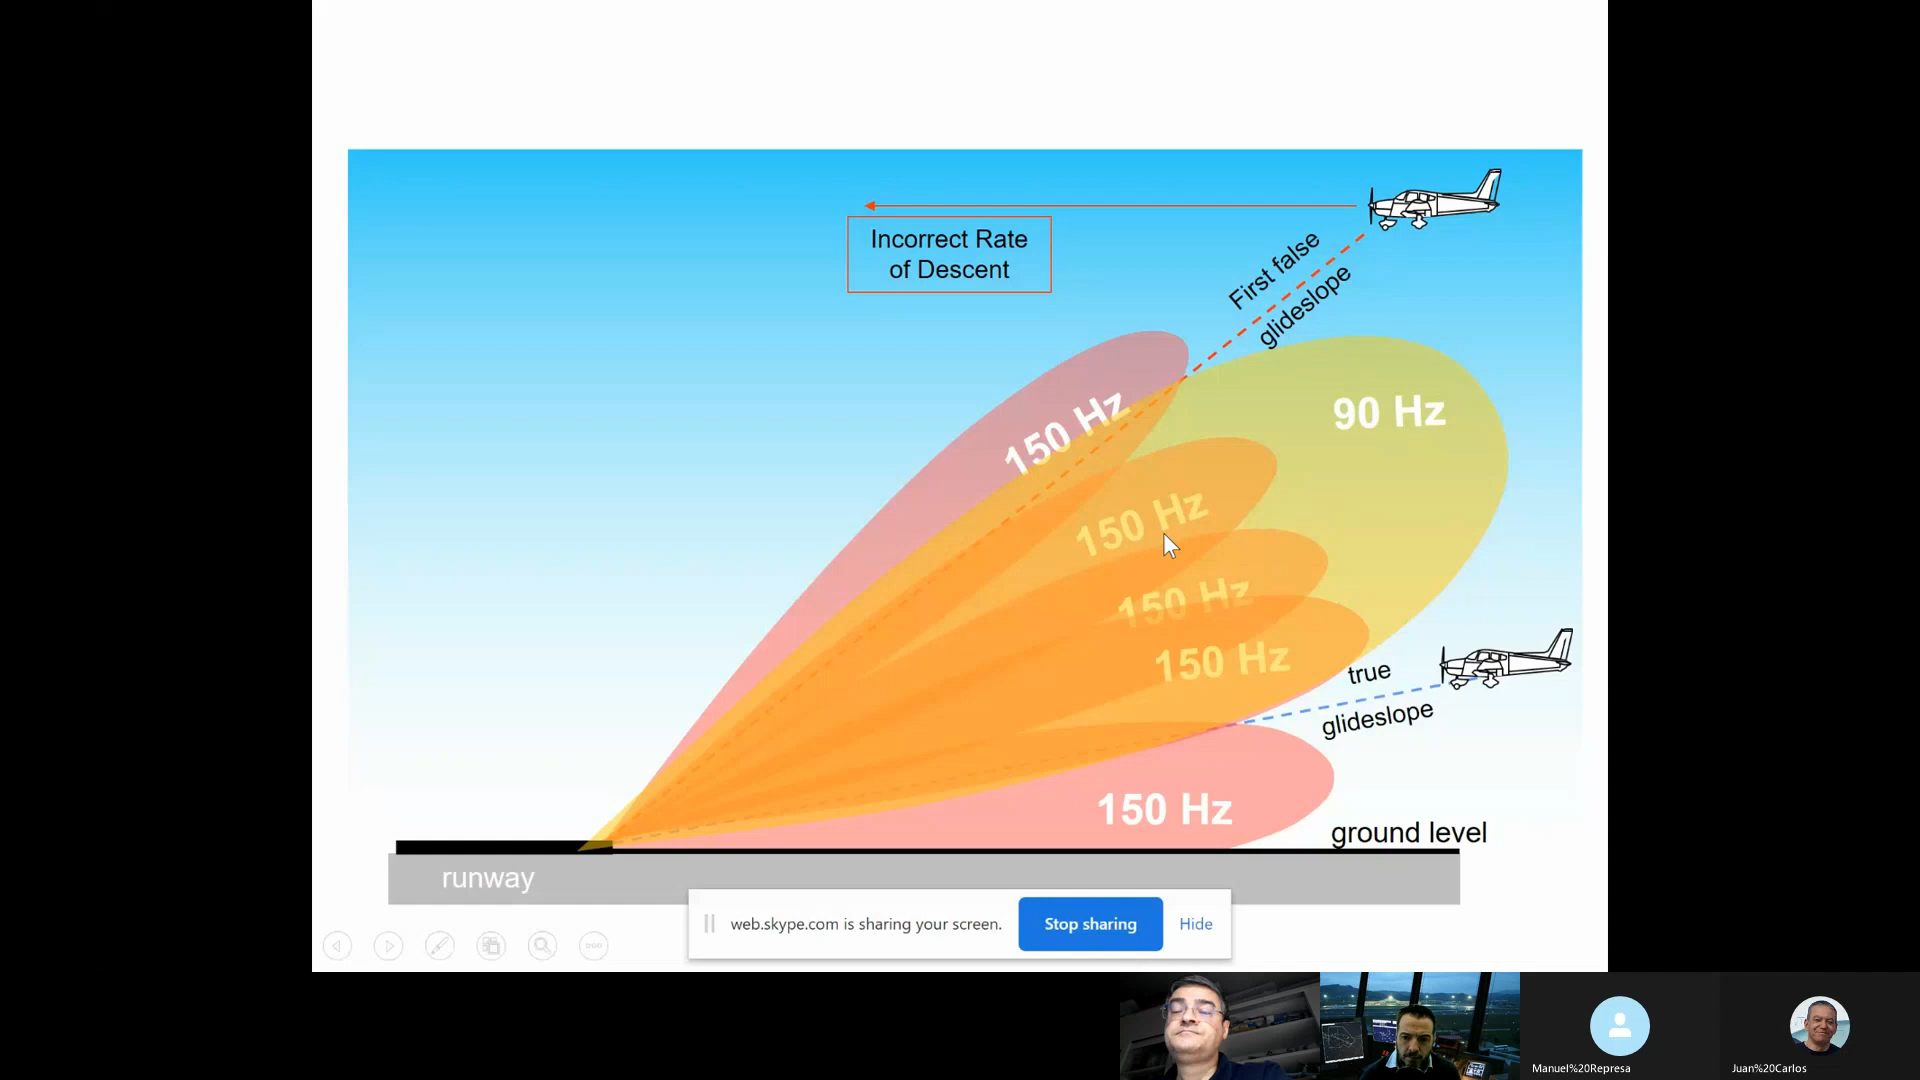 Incorrect Rate
of Descent
First false
glideslope
90 Hz
150 Hz
150 Hz
150 Hz
150 Hz
true
glideslope
150 Hz
ground level
runway
web.skype.com is sharing your screen.
Stop sharing
Hide
Manuel%20Represa
Juan%20Carlos